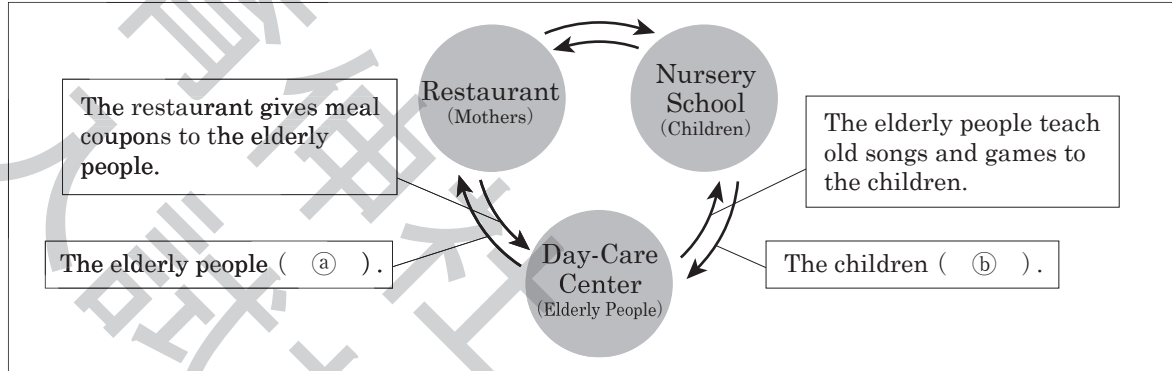 Restaurant
(Mothers)
Nursery
School
(Children)
The restaurant gives meal
coupons to the elderly
people.
The elderly people teach
old songs and games to
the children.
The elderly people ( ⓐ ).
Day-Care
Center
(Elderly People)
The children ( ⓑ ).